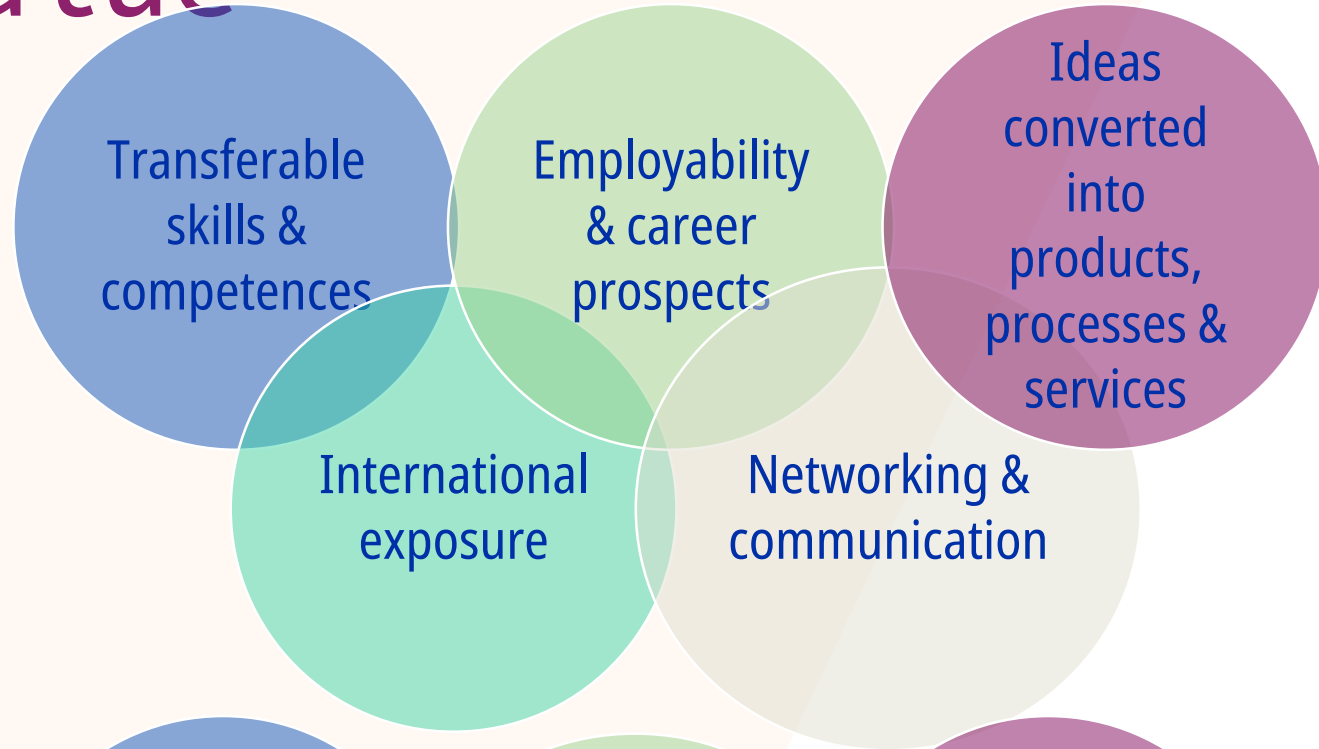 Transferable
skills &
competences
Employability
& career
prospects
Ideas
converted
into
products,
processes &
services
International
exposure
Networking &
communication